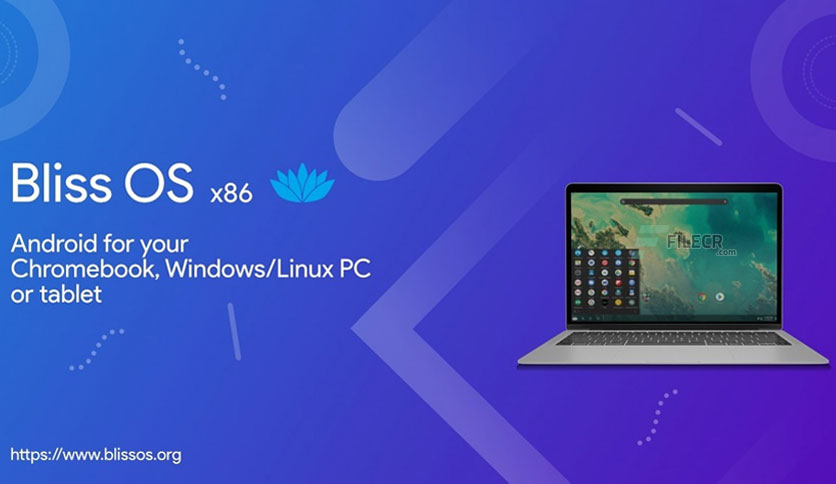 Bliss OS x86
Android for your
Chromebook, Windows/Linux PC
or tablet
FILECR
.com
https://www.blissos.org